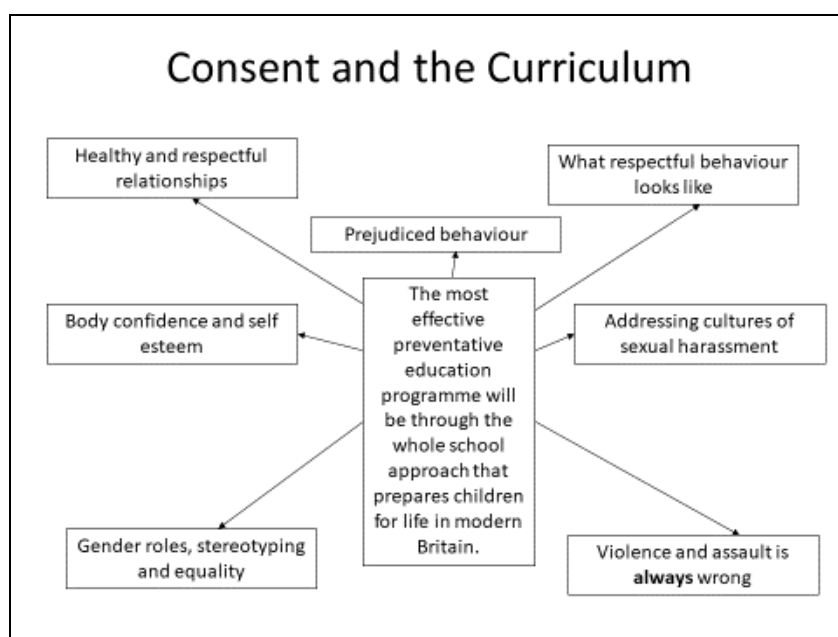 Consent and the Curriculum
Healthy and respectful
relationships
What respectful behaviour
looks like
Prejudiced behaviour
Body confidence and self
esteem
The most
effective
preventative
education
programme will
be through the
whole school
approach that
prepares children
for life in modern
Britain.
Addressing cultures of
sexual harassment
Gender roles, stereotyping
and equality
Violence and assault is
always wrong